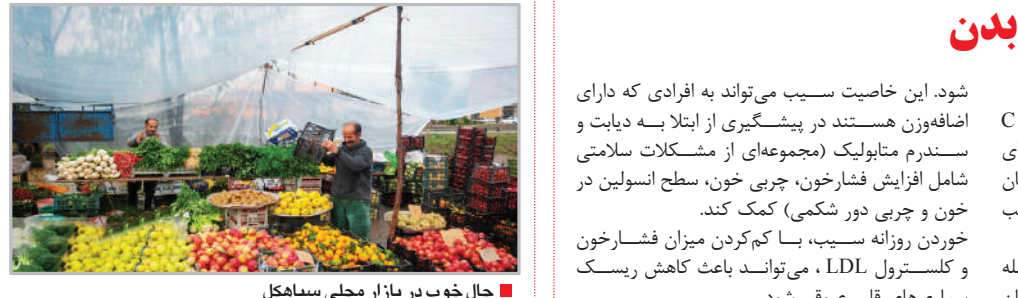 بدن
شود. این خاصیت سیب می‌تواند به افرادی که دارای
اضافه‌وزن هستند در پیشگیری از ابتلا به دیابت و
سندرم متابولیک (مجموعه‌ای از مشکلات سلامتی
شامل افزایش فشارخون، چربی خون، سطح انسولین در
خون و چربی دور شکمی) کمک کند.
خوردن روزانه سیب، با کم‌کردن میزان فشارخون
و کلسترول LDL ، می‌تواند باعث کاهش ریسک
C
ی
ان
ب
له
حال خوب در بازار محلی سیاهکل